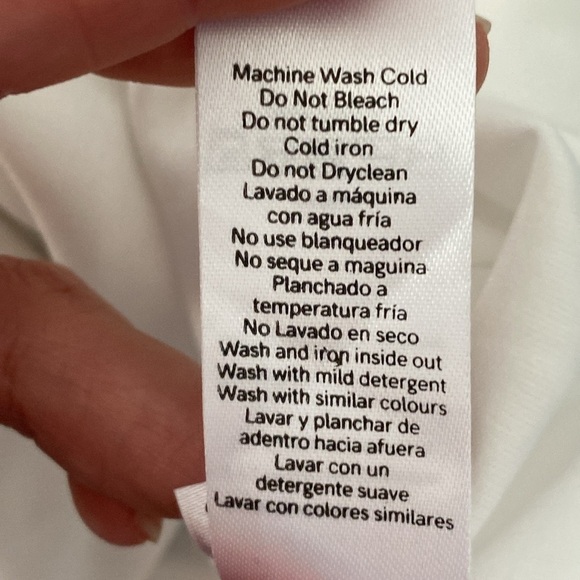 Machine Wash Cold
Do Not Bleach
Do not tumble dry
Cold iron
Do not Dryclean
Lavado a máquina
con agua fría
No use blanqueador
No seque a maguina
Planchado a
temperatura fría
No Lavado en seco
Wash and iron inside out
Wash with mild detergent
Wash with similar colours
Lavar y planchar de
adentro hacia afuera
Lavar con un
detergente suave
Lavar con colores similares